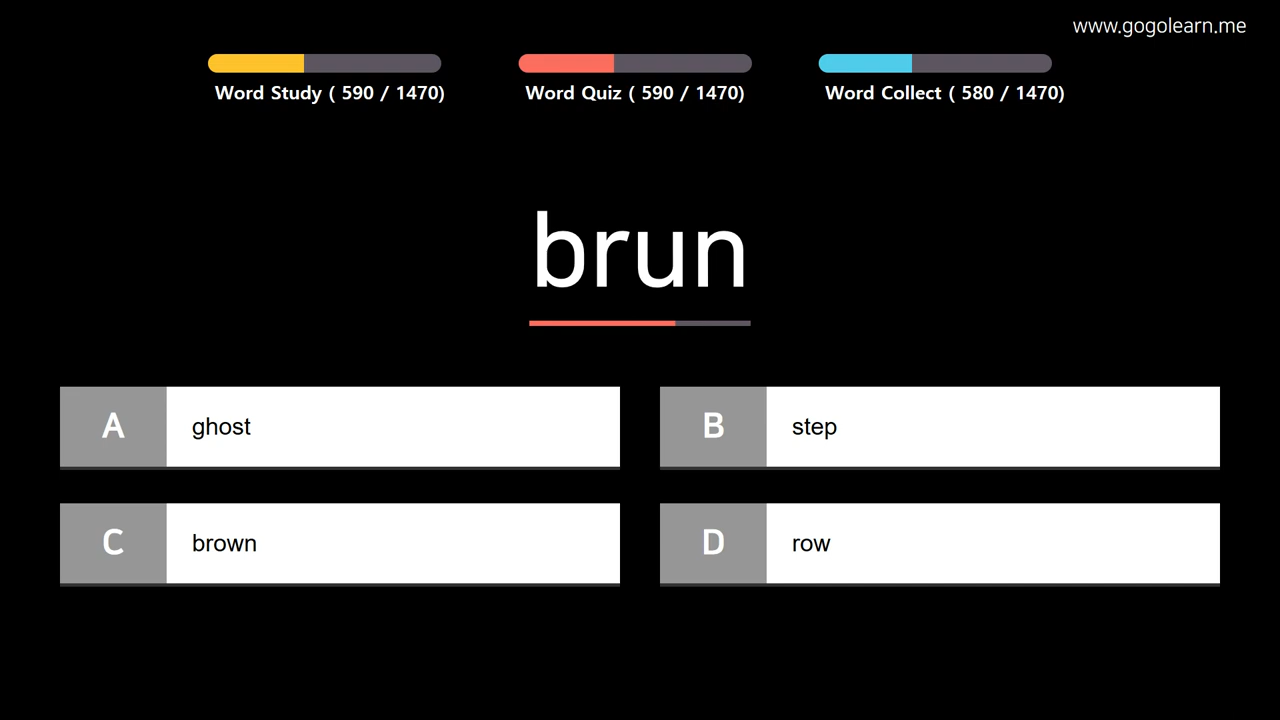 www.gogolearn.me
Word Study ( 590 / 1470)
Word Quiz ( 590 / 1470)
Word Collect ( 580 / 1470)
brun
A ghost
B step
C brown
D row